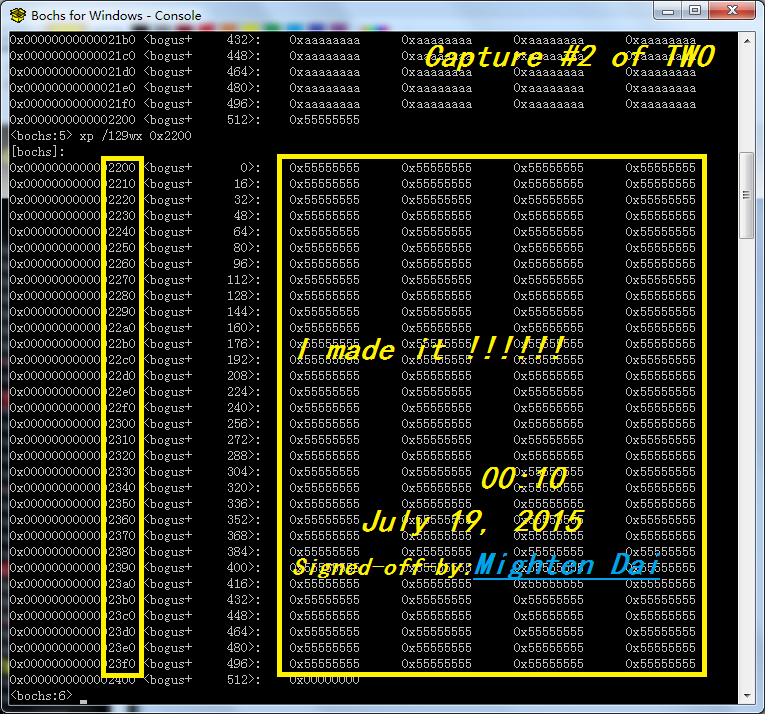 Bochs for Windows - Console
0x00000000000021b0 <bogus+     432>:    0xaaaaaaaa      0xaaaaaaaa      0xaaaaaaaa      0xaaaaaaaa
0x00000000000021c0 <bogus+     448>:    0xaaaaaaaa      0xaaaaaaaa      0xaaaaaaaa      0xaaaaaaaa
Capture #2 of TWO
0x00000000000021d0 <bogus+     464>:    0xaaaaaaaa      0xaaaaaaaa      0xaaaaaaaa      0xaaaaaaaa
0x00000000000021e0 <bogus+     480>:    0xaaaaaaaa      0xaaaaaaaa      0xaaaaaaaa      0xaaaaaaaa
0x00000000000021f0 <bogus+     496>:    0xaaaaaaaa      0xaaaaaaaa      0xaaaaaaaa      0xaaaaaaaa
0x0000000000002200 <bogus+     512>:    0x55555555
<bochs:5> xp /129wx 0x2200
[bochs]:
0x0000000000002200 <bogus+       0>:    0x55555555      0x55555555      0x55555555      0x55555555
0x0000000000002210 <bogus+      16>:    0x55555555      0x55555555      0x55555555      0x55555555
0x0000000000002220 <bogus+      32>:    0x55555555      0x55555555      0x55555555      0x55555555
0x0000000000002230 <bogus+      48>:    0x55555555      0x55555555      0x55555555      0x55555555
0x0000000000002240 <bogus+      64>:    0x55555555      0x55555555      0x55555555      0x55555555
0x0000000000002250 <bogus+      80>:    0x55555555      0x55555555      0x55555555      0x55555555
0x0000000000002260 <bogus+      96>:    0x55555555      0x55555555      0x55555555      0x55555555
0x0000000000002270 <bogus+     112>:    0x55555555      0x55555555      0x55555555      0x55555555
0x0000000000002280 <bogus+     128>:    0x55555555      0x55555555      0x55555555      0x55555555
0x0000000000002290 <bogus+     144>:    0x55555555      0x55555555      0x55555555      0x55555555
0x00000000000022a0 <bogus+     160>:    0x55555555      0x55555555      0x55555555      0x55555555
0x00000000000022b0 <bogus+     176>:    0x55555555      0x55555555      0x55555555      0x55555555
I made it !!!!!!
0x00000000000022c0 <bogus+     192>:    0x55555555      0x55555555      0x55555555      0x55555555
0x00000000000022d0 <bogus+     208>:    0x55555555      0x55555555      0x55555555      0x55555555
0x00000000000022e0 <bogus+     224>:    0x55555555      0x55555555      0x55555555      0x55555555
0x00000000000022f0 <bogus+     240>:    0x55555555      0x55555555      0x55555555      0x55555555
0x0000000000002300 <bogus+     256>:    0x55555555      0x55555555      0x55555555      0x55555555
0x0000000000002310 <bogus+     272>:    0x55555555      0x55555555      0x55555555      0x55555555
0x0000000000002320 <bogus+     288>:    0x55555555      0x55555555      0x55555555      0x55555555
0x0000000000002330 <bogus+     304>:    0x55555555      0x55555555      0x55555555      0x55555555
00:10
0x0000000000002340 <bogus+     320>:    0x55555555      0x55555555      0x55555555      0x55555555
0x0000000000002350 <bogus+     336>:    0x55555555      0x55555555      0x55555555      0x55555555
0x0000000000002360 <bogus+     352>:    0x55555555      0x55555555      0x55555555      0x55555555
July 19, 2015
0x0000000000002370 <bogus+     368>:    0x55555555      0x55555555      0x55555555      0x55555555
0x0000000000002380 <bogus+     384>:    0x55555555      0x55555555      0x55555555      0x55555555
0x0000000000002390 <bogus+     400>:    0x55555555      0x55555555      0x55555555      0x55555555
Signed-off-by:Mighten Dai
0x00000000000023a0 <bogus+     416>:    0x55555555      0x55555555      0x55555555      0x55555555
0x00000000000023b0 <bogus+     432>:    0x55555555      0x55555555      0x55555555      0x55555555
0x00000000000023c0 <bogus+     448>:    0x55555555      0x55555555      0x55555555      0x55555555
0x00000000000023d0 <bogus+     464>:    0x55555555      0x55555555      0x55555555      0x55555555
0x00000000000023e0 <bogus+     480>:    0x55555555      0x55555555      0x55555555      0x55555555
0x00000000000023f0 <bogus+     496>:    0x55555555      0x55555555      0x55555555      0x55555555
0x0000000000002400 <bogus+     512>:    0x00000000
<bochs:6>